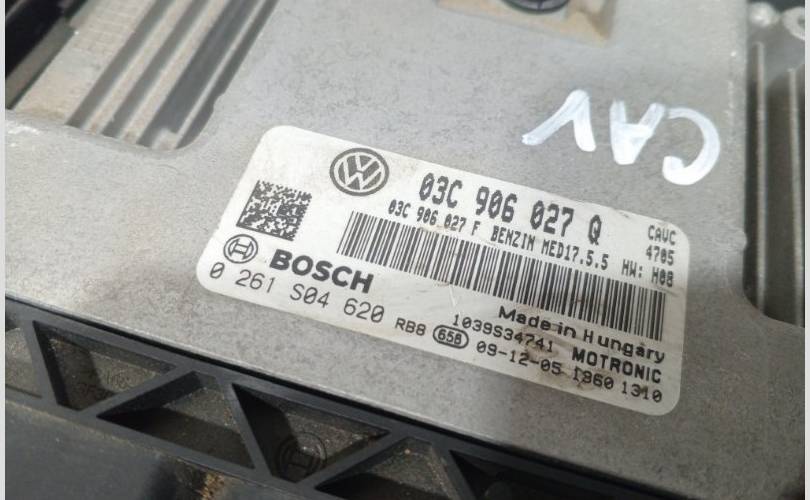 CAV
03C 906 027 Q
CAVC
03C 906 027 F BENZIN MED17.5.5 HW: H08
4705
BOSCH
0 261 S04 620
Made in Hungary
1039S34741 MOTRONIC
RB8 658 09-12-05 1960 1310